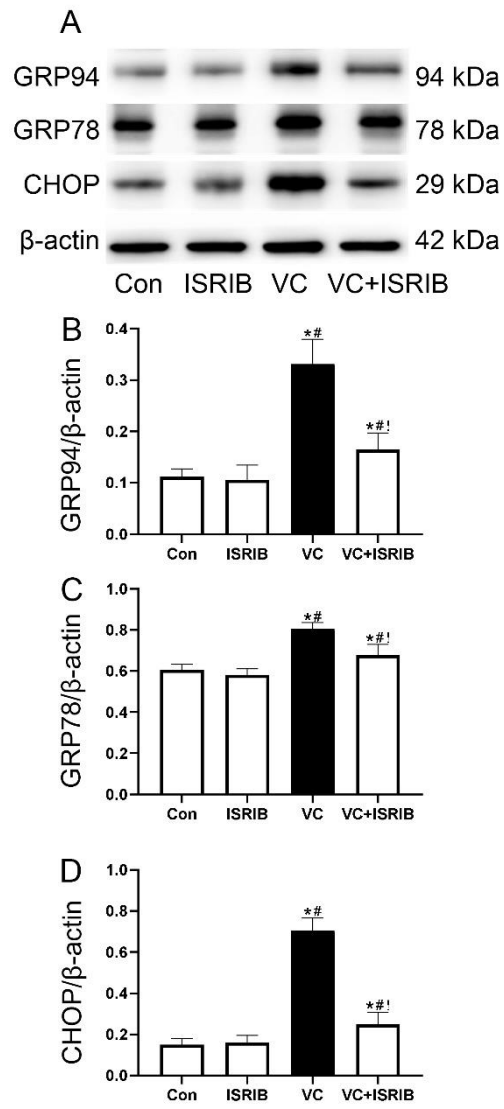 A
GRP94 94 kDa
GRP78 78 kDa
CHOP 29 kDa
β-actin 42 kDa
Con ISRIB VC VC+ISRIB
B
GRP94/β-actin
0.4
0.3
0.2
0.1
0.0
*#
*#!
Con ISRIB VC VC+ISRIB
C
GRP78/β-actin
1.0
0.8
0.6
0.4
0.2
0.0
*#
*#!
Con ISRIB VC VC+ISRIB
D
CHOP/β-actin
1.0
0.8
0.6
0.4
0.2
0.0
*#
*#!
Con ISRIB VC VC+ISRIB